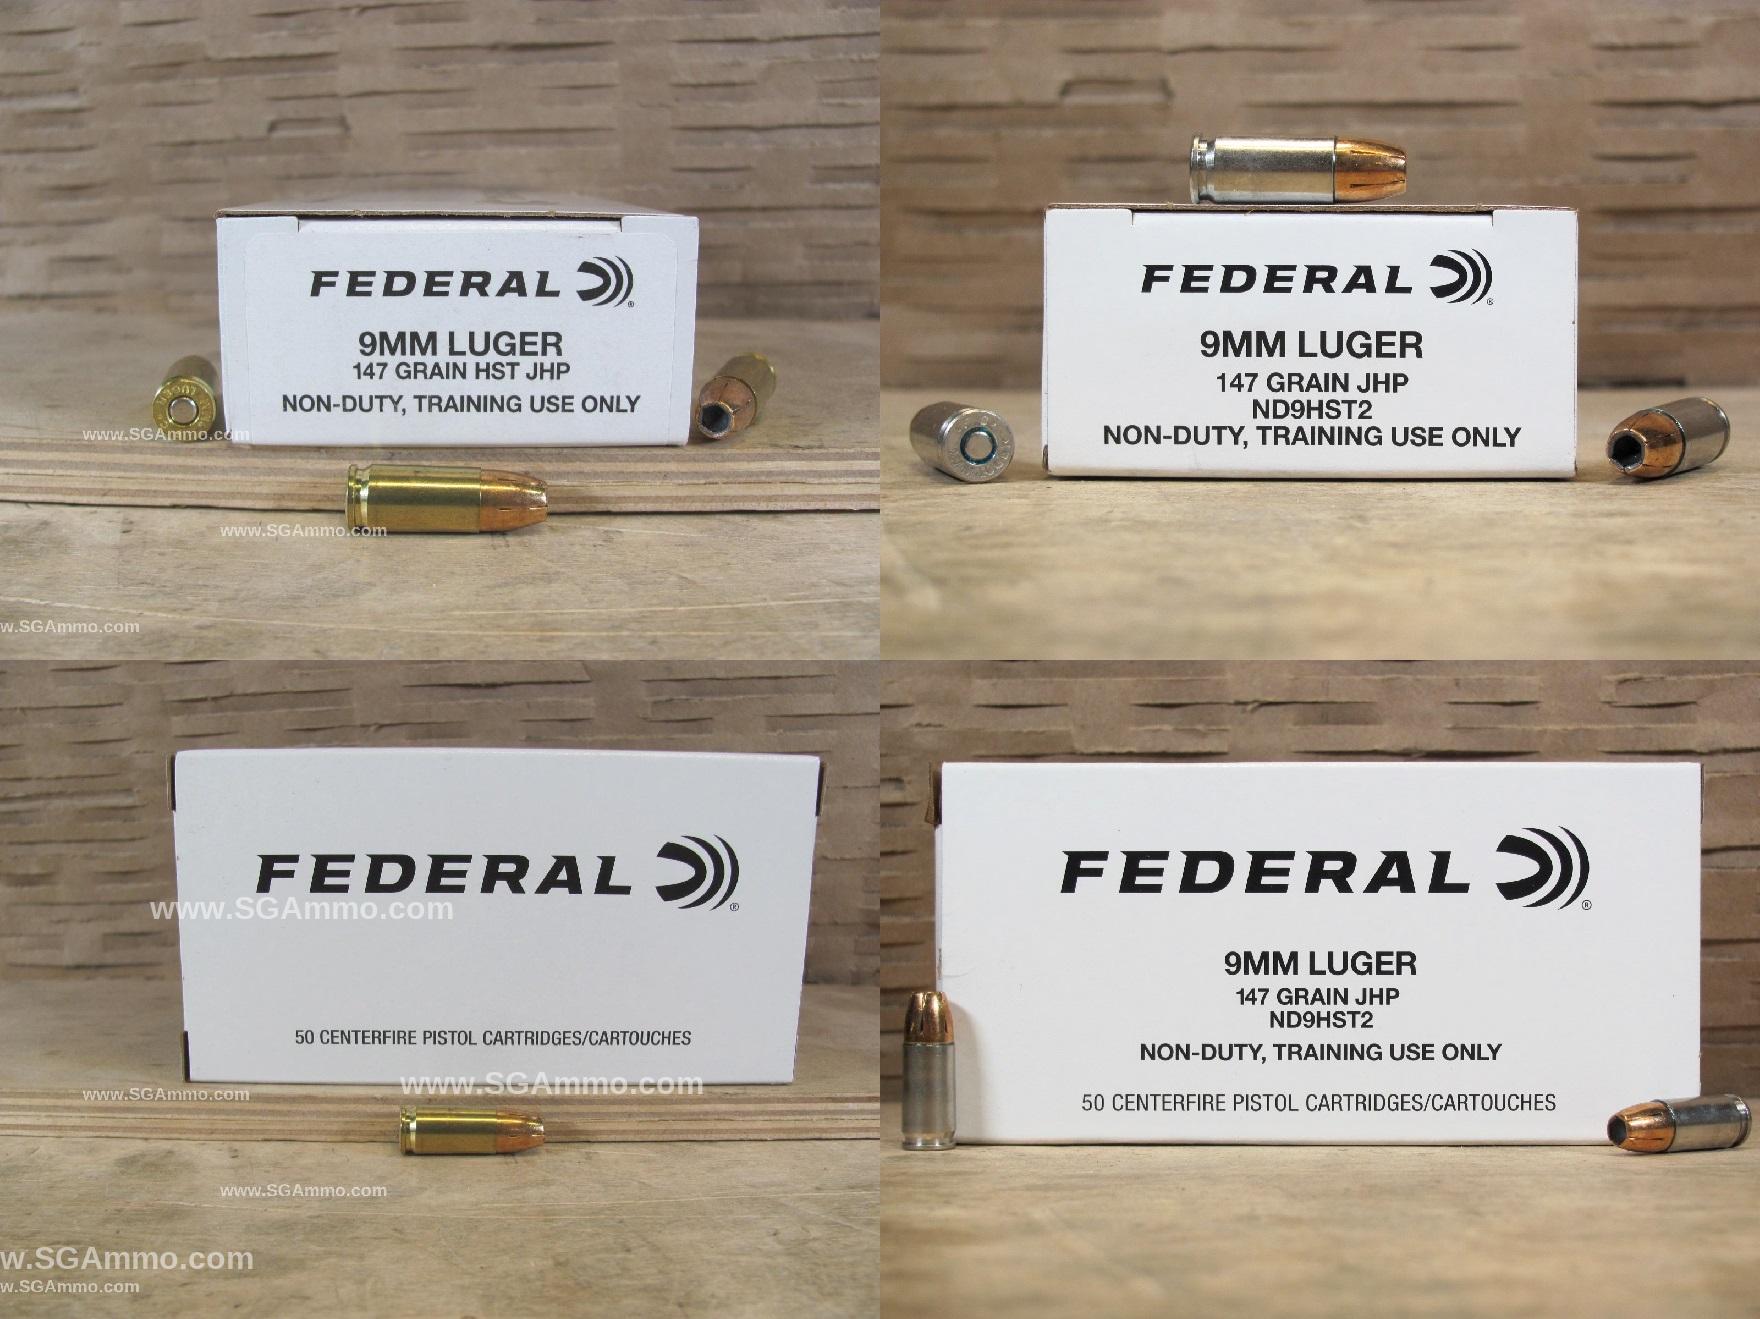 FEDERAL
®
9MM LUGER
147 GRAIN HST JHP
NON-DUTY, TRAINING USE ONLY
www.SGAmmo.com
www.SGAmmo.com
w.SGAmmo.com
FEDERAL
®
9MM LUGER
147 GRAIN JHP
ND9HST2
NON-DUTY, TRAINING USE ONLY
FEDERAL
®
www.SGAmmo.com
50 CENTERFIRE PISTOL CARTRIDGES/CARTOUCHES
www.SGAmmo.com
www.SGAmmo.com
www.SGAmmo.com
w.SGAmmo.com
w.SGAmmo.com
FEDERAL
®
9MM LUGER
147 GRAIN JHP
ND9HST2
NON-DUTY, TRAINING USE ONLY
50 CENTERFIRE PISTOL CARTRIDGES/CARTOUCHES